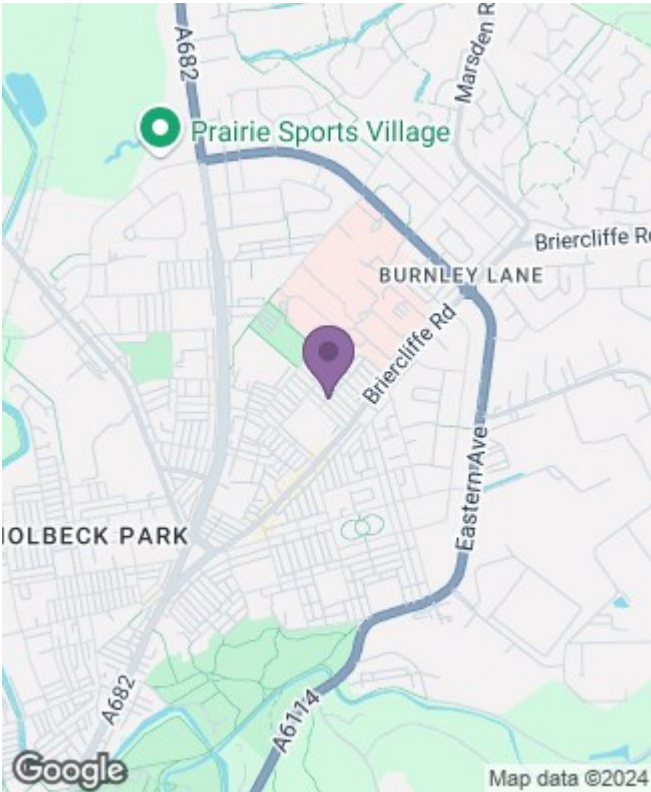 A682
Marsden R
Prairie Sports Village
Briercliffe R
BURNLEY LANE
Briercliffe Rd
Eastern Ave
HOLBECK PARK
A682
A6114
Google
Map data ©2024